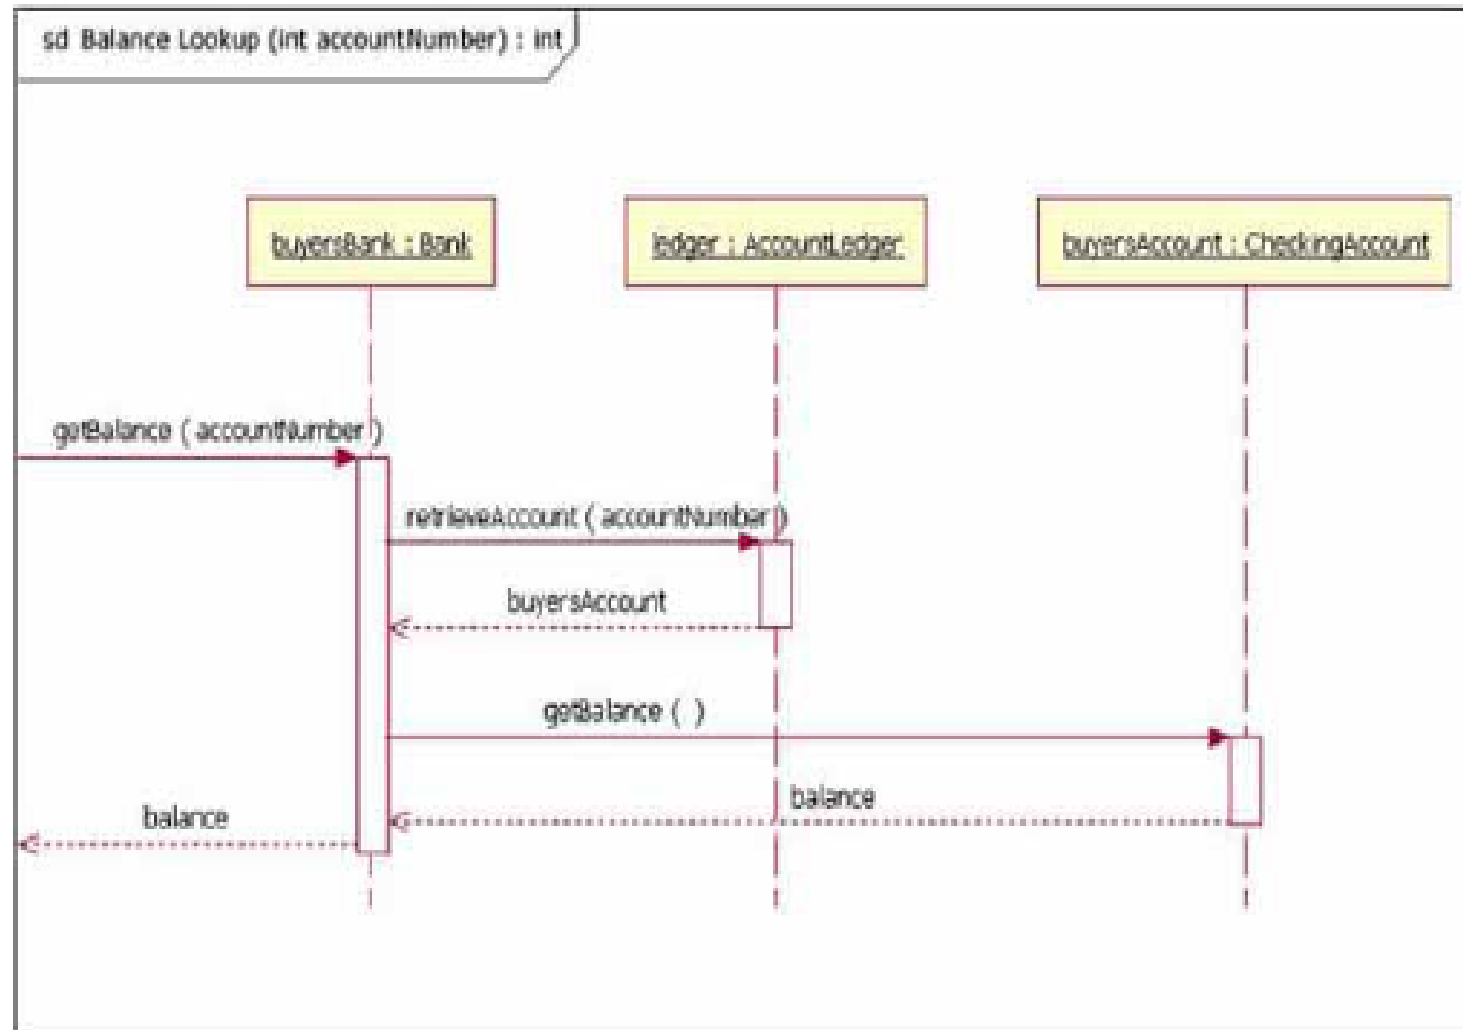 sd Balance Lookup (int accountNumber) : int
buyersBank : Bank
ledger : AccountLedger
buyersAccount : CheckingAccount
getBalance ( accountNumber )
retrieveAccount ( accountNumber )
buyersAccount
getBalance ( )
balance
balance